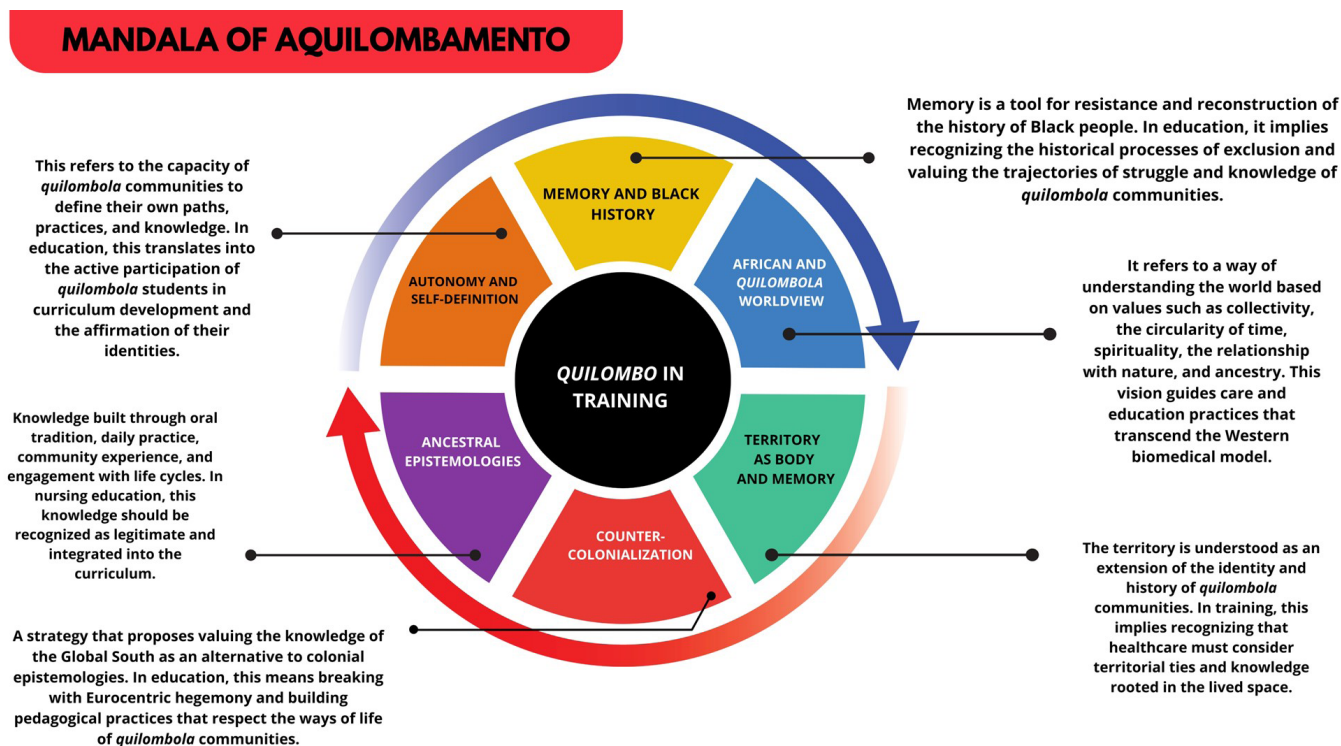 MANDALA OF AQUILOMBAMENTO
Memory is a tool for resistance and reconstruction of
the history of Black people. In education, it implies
recognizing the historical processes of exclusion and
valuing the trajectories of struggle and knowledge of
quilombola communities.
This refers to the capacity of
quilombola communities to
define their own paths,
practices, and knowledge. In
education, this translates into
the active participation of
quilombola students in
curriculum development and
the affirmation of their
identities.
MEMORY AND BLACK
HISTORY
AFRICAN AND
QUILOMBOLA
WORLDVIEW
AUTONOMY AND
SELF-DEFINITION
It refers to a way of
understanding the world based
on values such as collectivity,
the circularity of time,
spirituality, the relationship
with nature, and ancestry. This
vision guides care and
education practices that
transcend the Western
biomedical model.
QUILOMBO IN
TRAINING
Knowledge built through oral
tradition, daily practice,
community experience, and
engagement with life cycles. In
nursing education, this
knowledge should be
recognized as legitimate and
integrated into the
curriculum.
ANCESTRAL
EPISTEMOLOGIES
TERRITORY
AS BODY
AND MEMORY
COUNTER-
COLONIALIZATION
The territory is understood as an
extension of the identity and
history of quilombola
communities. In training, this
implies recognizing that
healthcare must consider
territorial ties and knowledge
rooted in the lived space.
A strategy that proposes valuing the knowledge of
the Global South as an alternative to colonial
epistemologies. In education, this means breaking
with Eurocentric hegemony and building
pedagogical practices that respect the ways of life
of quilombola communities.